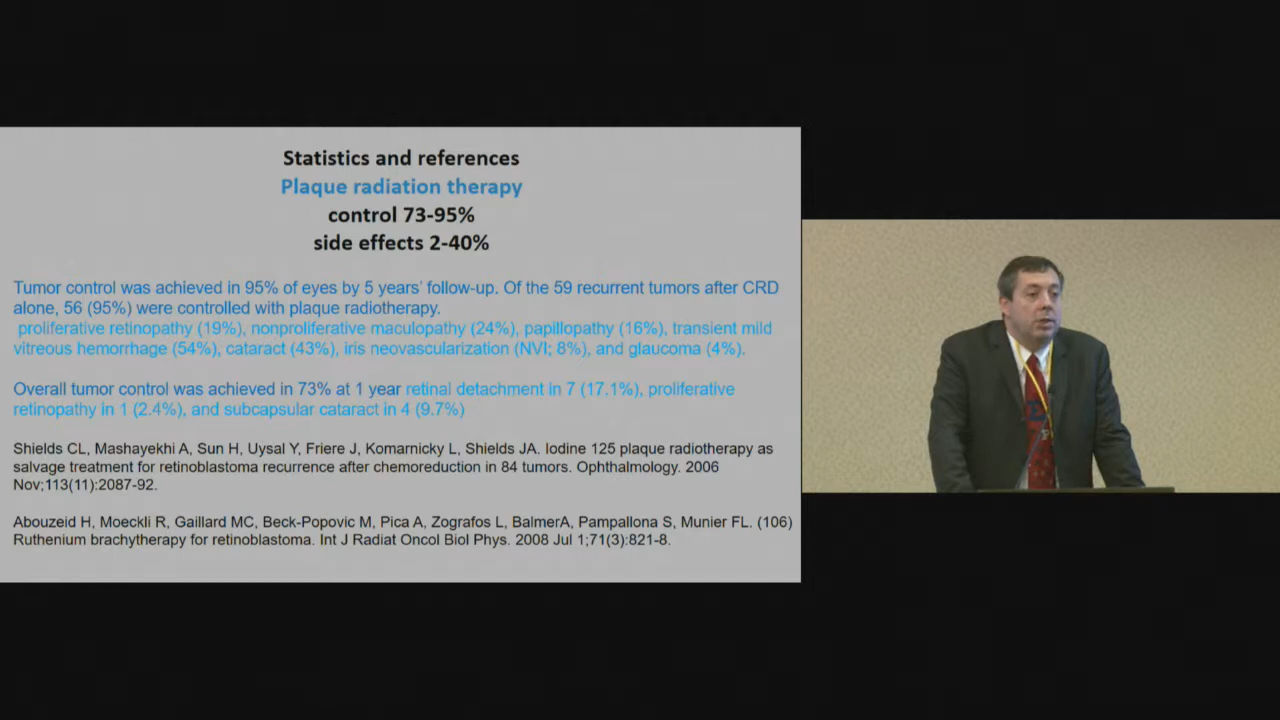 Statistics and references
Plaque radiation therapy
control 73-95%
side effects 2-40%
Tumor control was achieved in 95% of eyes by 5 years' follow-up. Of the 59 recurrent tumors after CRD
alone, 56 (95%) were controlled with plaque radiotherapy.
proliferative retinopathy (19%), nonproliferative maculopathy (24%), papillopathy (16%), transient mild
vitreous hemorrhage (54%), cataract (43%), iris neovascularization (NVI; 8%), and glaucoma (4%).
Overall tumor control was achieved in 73% at 1 year retinal detachment in 7 (17.1%), proliferative
retinopathy in 1 (2.4%), and subcapsular cataract in 4 (9.7%)
Shields CL, Mashayekhi A, Sun H, Uysal Y, Friere J, Komarnicky L, Shields JA. Iodine 125 plaque radiotherapy as
salvage treatment for retinoblastoma recurrence after chemoreduction in 84 tumors. Ophthalmology. 2006
Nov;113(11):2087-92.
Abouzeid H, Moeckli R, Gaillard MC, Beck-Popovic M, Pica A, Zografos L, BalmerA, Pampallona S, Munier FL. (106)
Ruthenium brachytherapy for retinoblastoma. Int J Radiat Oncol Biol Phys. 2008 Jul 1;71(3):821-8.